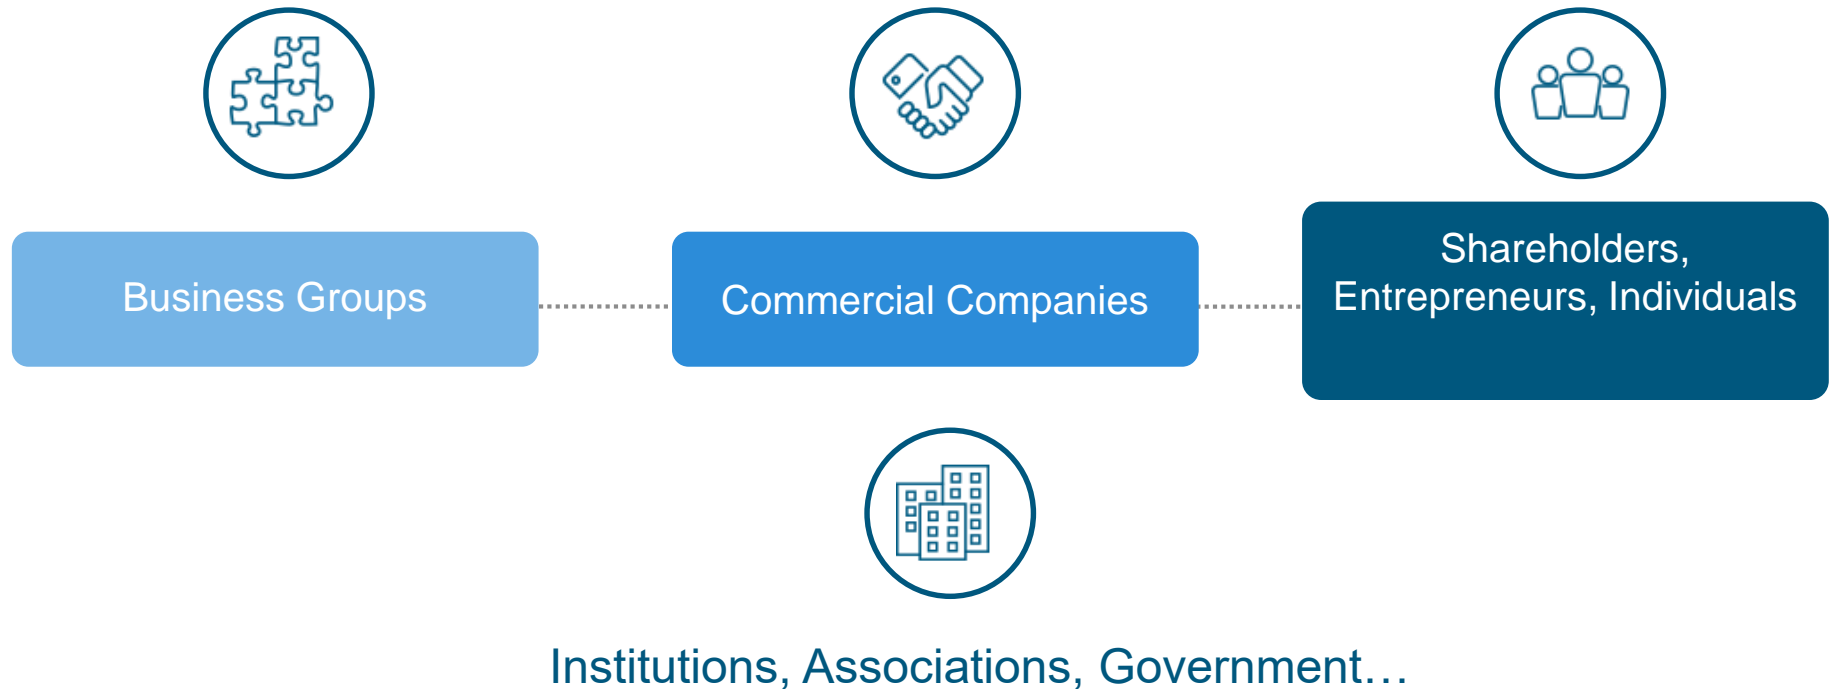 Business Groups
Commercial Companies
Shareholders,
Entrepreneurs, Individuals
Institutions, Associations, Government…